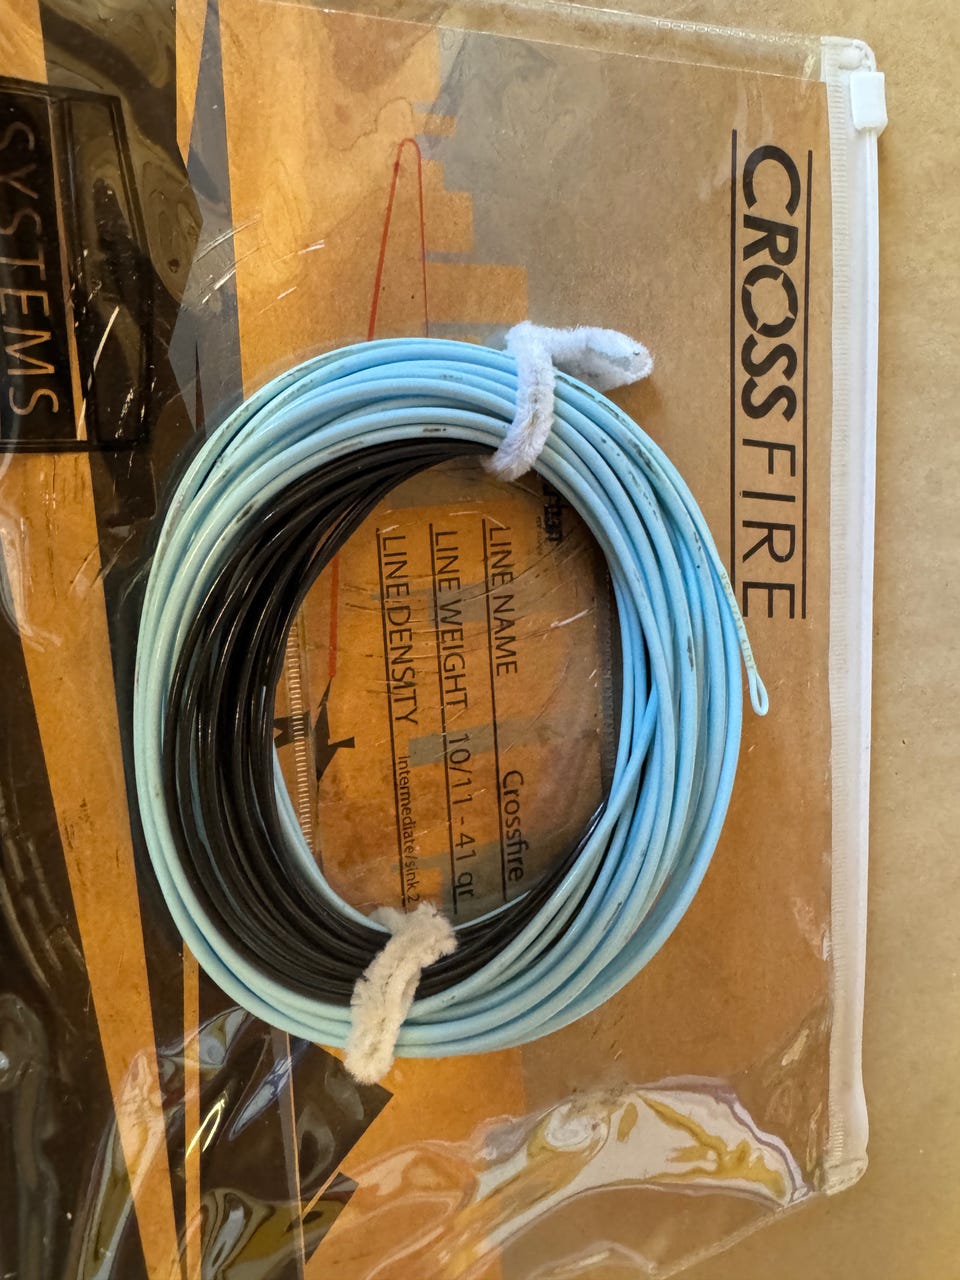 CROSSFIRE
LINE NAME Crossfire
LINE WEIGHT 10/11 - 41 gr
LINE DENSITY Intermediate/sink 2
SYSTEMS